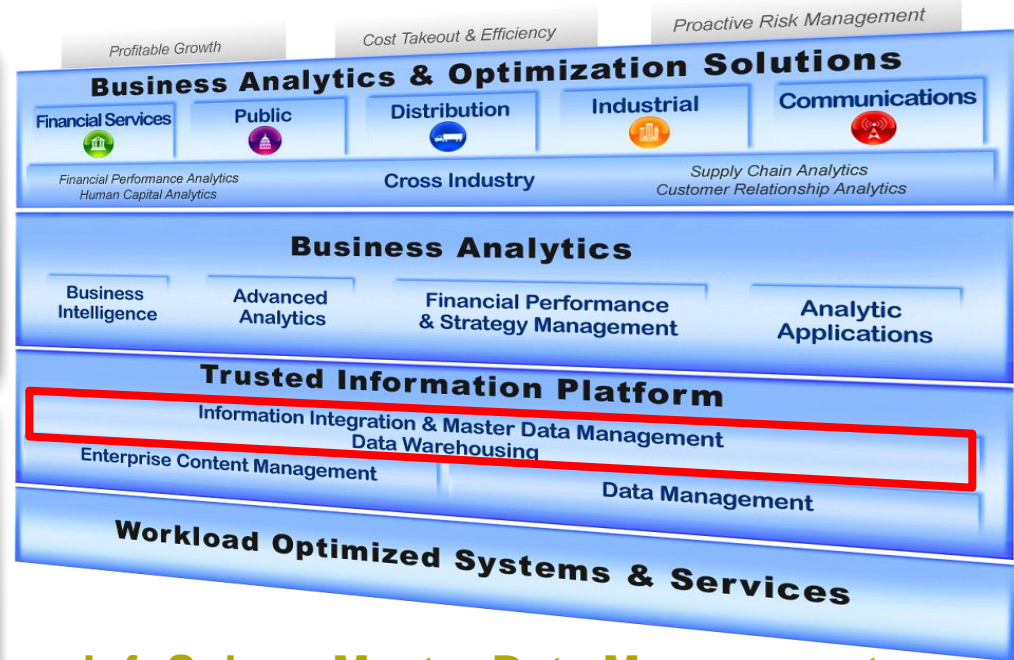 Profitable Growth
Cost Takeout & Efficiency
Proactive Risk Management
Business Analytics & Optimization Solutions
Financial Services
Public
Distribution
Industrial
Communications
Financial Performance Analytics
Human Capital Analytics
Cross Industry
Supply Chain Analytics
Customer Relationship Analytics
Business Analytics
Business
Intelligence
Advanced
Analytics
Financial Performance
& Strategy Management
Analytic
Applications
Trusted Information Platform
Information Integration & Master Data Management
Data Warehousing
Enterprise Content Management
Data Management
Workload Optimized Systems & Services
Master Data Management